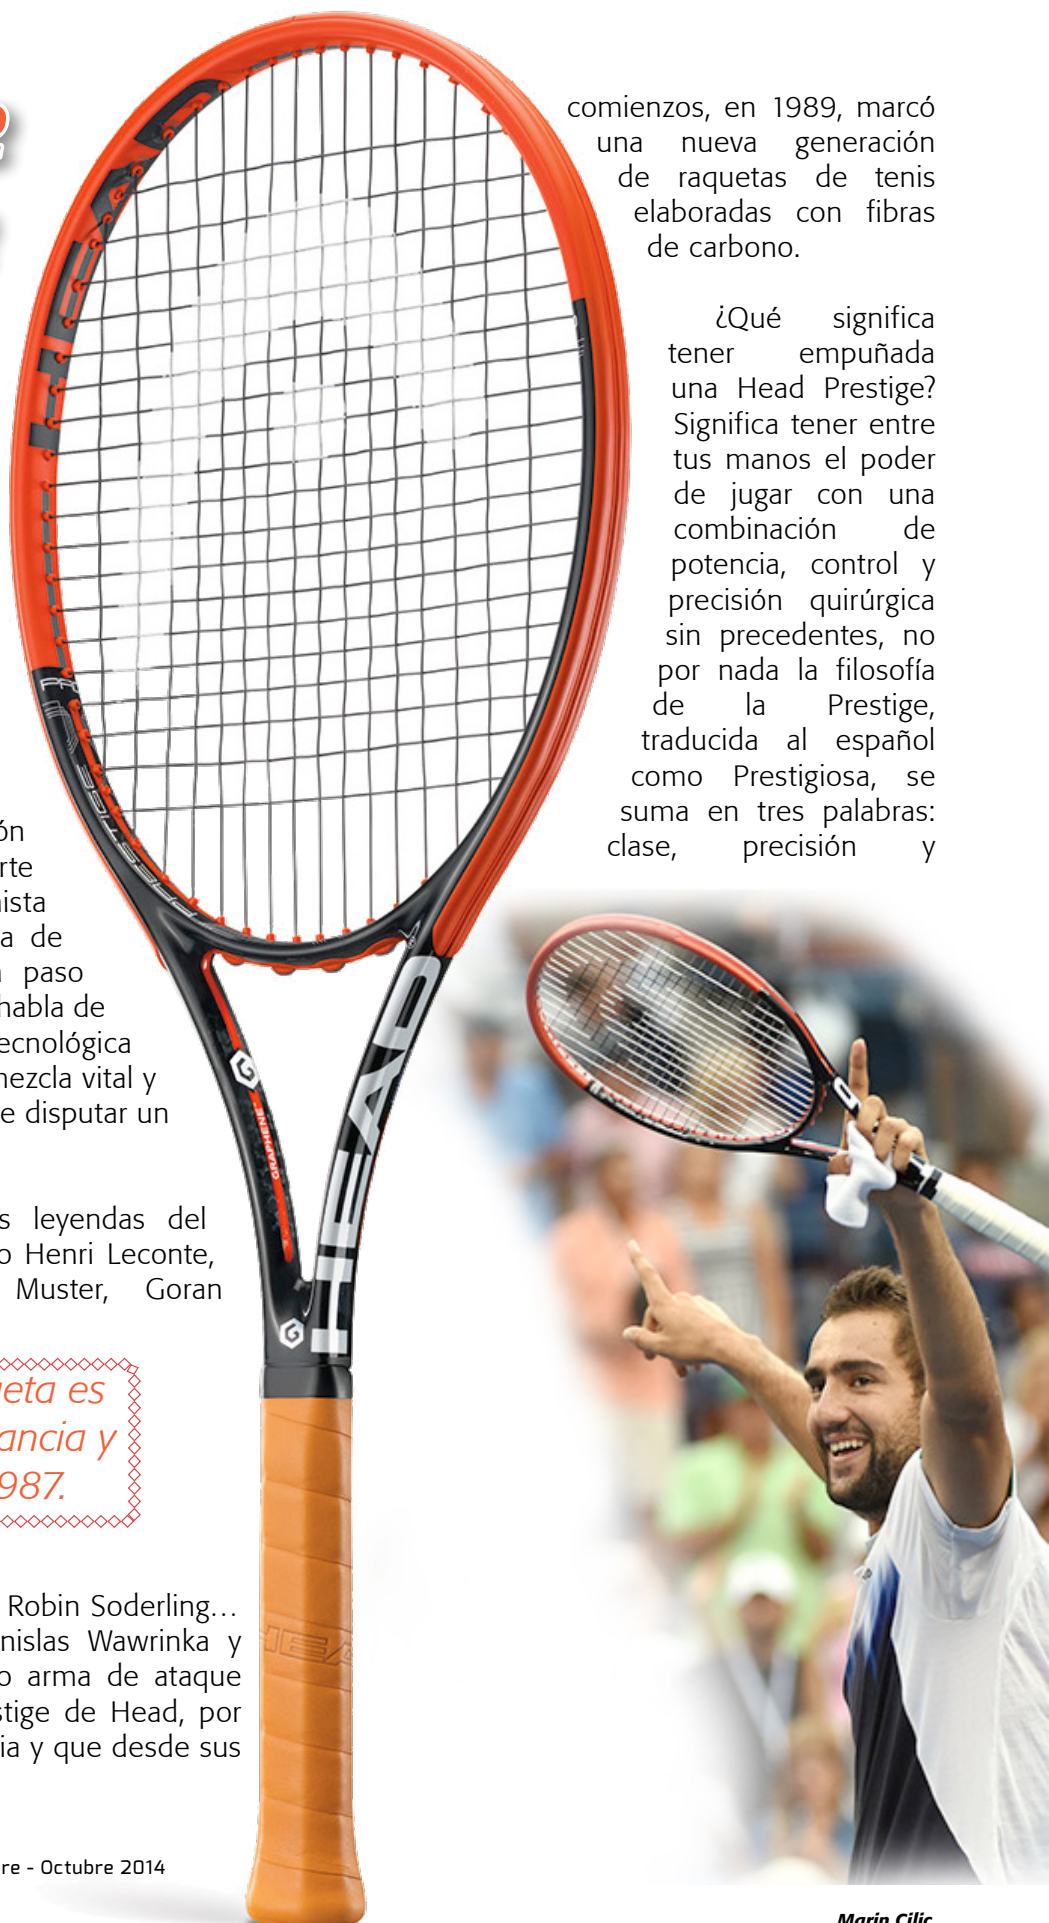 ón
rte
ista
a de
paso
habla de
ecnológica
nezcla vital y
e disputar un
s leyendas del
o Henri Leconte,
Muster, Goran
eta es
ancia y
987.
Robin Soderling...
nislas Wawrinka y
o arma de ataque
stige de Head, por
ia y que desde sus
comienzos, en 1989, marcó
una nueva generación
de raquetas de tenis
elaboradas con fibras
de carbono.
¿Qué significa
tener empuñada
una Head Prestige?
Significa tener entre
tus manos el poder
de jugar con una
combinación de
potencia, control y
precisión quirúrgica
sin precedentes, no
por nada la filosofía
de la Prestige,
traducida al español
como Prestigiosa, se
suma en tres palabras:
clase, precisión y
PRESTIGE
GRAPHENE
HEAD
G
G
HEA
re - Octubre 2014
Marin Cilic